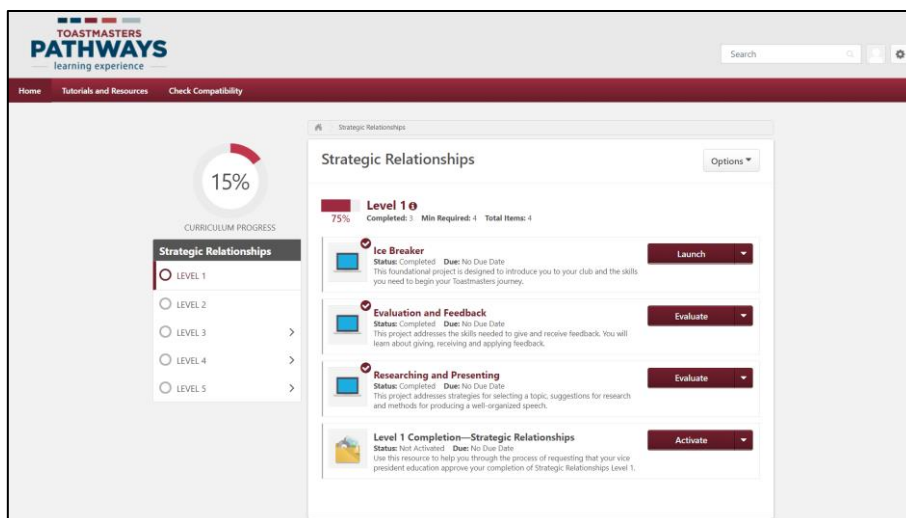 TOASTMASTERS
PATHWAYS
learning experience
Search
Home Tutorials and Resources Check Compatibility
Strategic Relationships
15%
CURRICULUM PROGRESS
Strategic Relationships
LEVEL 1
LEVEL 2
LEVEL 3
LEVEL 4
LEVEL 5
Strategic Relationships
Options
Level 1
75% Completed: 3 Min Required: 4 Total Items: 4
Ice Breaker
Status: Completed Due: No Due Date
This foundational project is designed to introduce you to your club and the skills
you need to begin your Toastmasters journey.
Launch
Evaluation and Feedback
Status: Completed Due: No Due Date
This project addresses the skills needed to give and receive feedback. You will
learn about giving, receiving and applying feedback.
Evaluate
Researching and Presenting
Status: Completed Due: No Due Date
This project addresses strategies for selecting a topic, suggestions for research
and methods for producing a well-organized speech.
Evaluate
Level 1 Completion—Strategic Relationships
Status: Not Activated Due: No Due Date
Use this resource to help you through the process of requesting that your vice
president education approve your completion of Strategic Relationships Level 1.
Activate